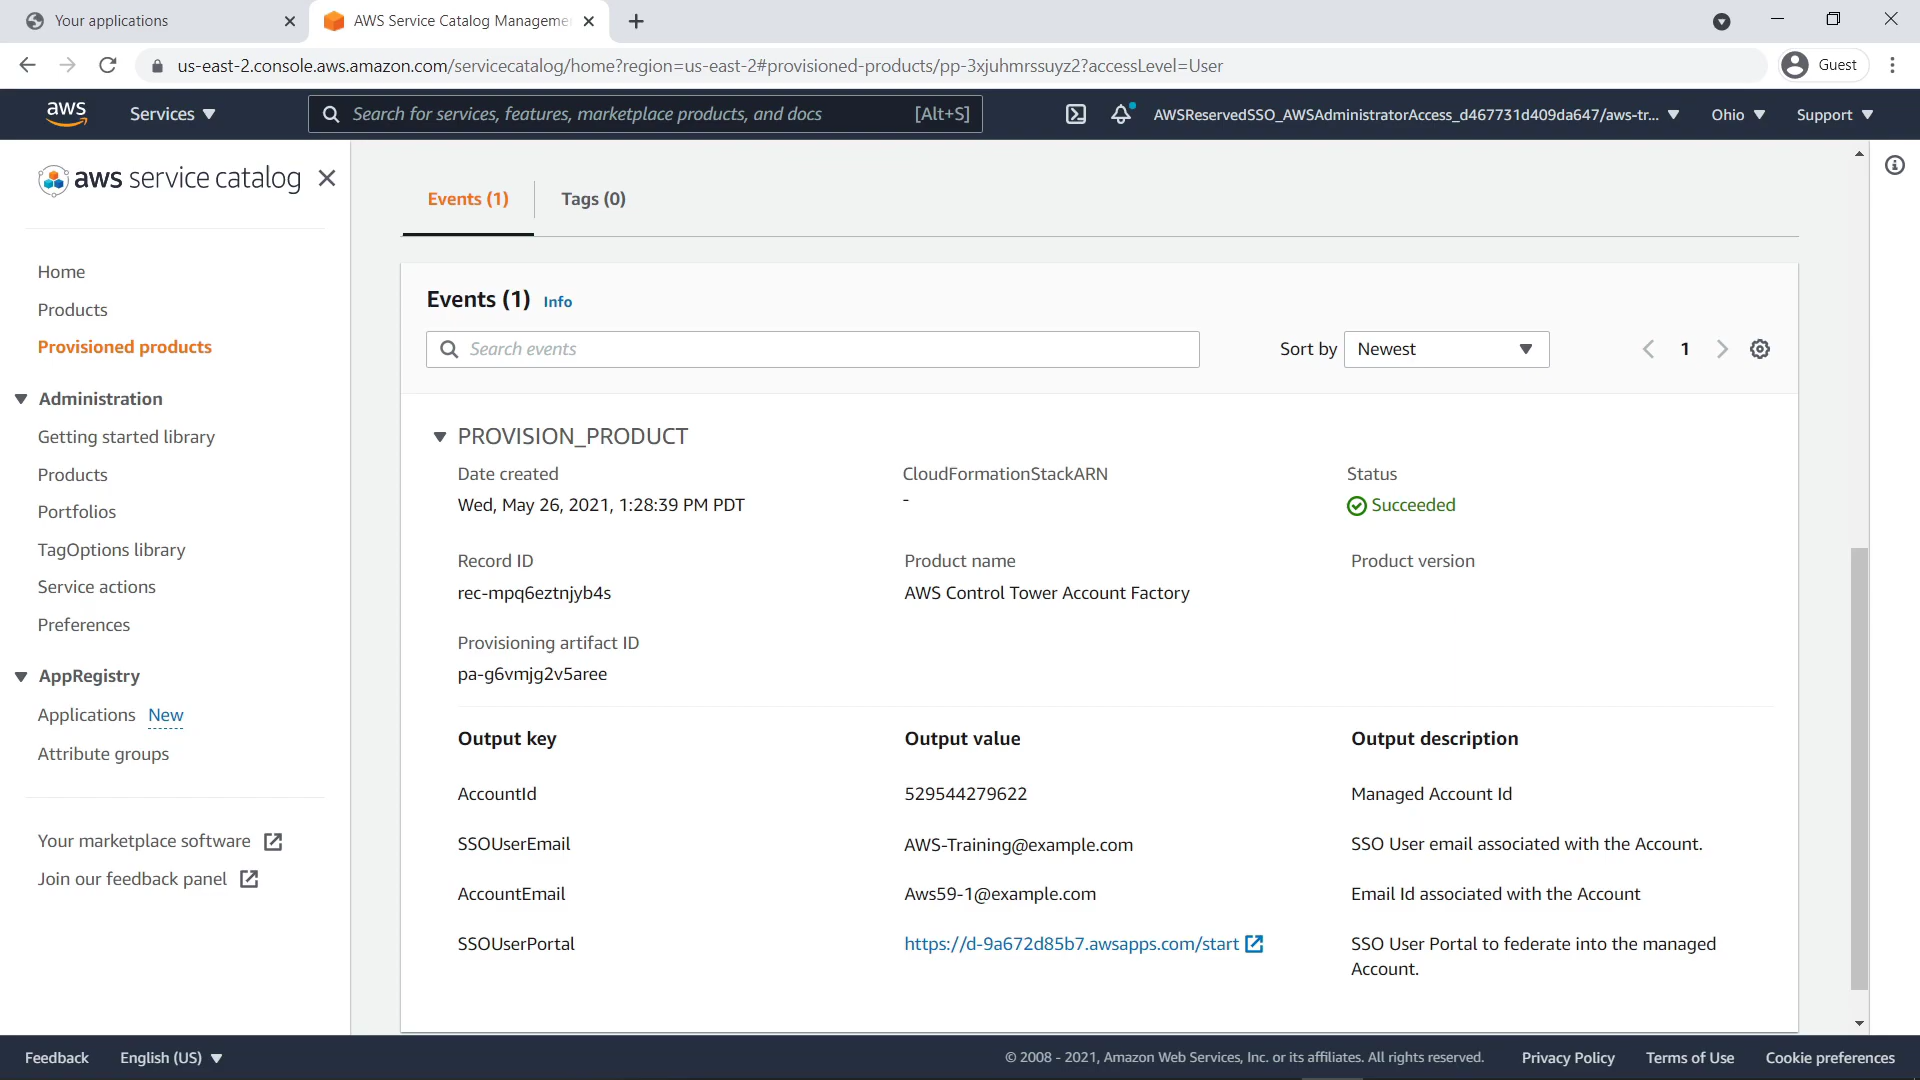 Your applications
AWS Service Catalog Manageme
us-east-2.console.aws.amazon.com/servicecatalog/home?region=us-east-2#provisioned-products/pp-3xjuhmrssuyz2?accessLevel=User
Guest
aws
Services
Search for services, features, marketplace products, and docs [Alt+S]
AWSReservedSSO_AWSAdministratorAccess_d467731d409da647/aws-tr...
Ohio
Support
aws service catalog
Home
Products
Provisioned products
Administration
Getting started library
Products
Portfolios
TagOptions library
Service actions
Preferences
AppRegistry
Applications New
Attribute groups
Your marketplace software
Join our feedback panel
Events (1)
Tags (0)
Events (1) Info
Search events
Sort by Newest
1
PROVISION_PRODUCT
Date created
Wed, May 26, 2021, 1:28:39 PM PDT
CloudFormationStackARN
-
Status
Succeeded
Record ID
rec-mpq6eztnjyb4s
Product name
AWS Control Tower Account Factory
Product version
Provisioning artifact ID
pa-g6vmjg2v5aree
Output key Output value Output description
AccountId 529544279622 Managed Account Id
SSOUserEmail AWS-Training@example.com SSO User email associated with the Account.
AccountEmail Aws59-1@example.com Email Id associated with the Account
SSOUserPortal https://d-9a672d85b7.awsapps.com/start SSO User Portal to federate into the managed
Account.
Feedback
English (US)
© 2008 - 2021, Amazon Web Services, Inc. or its affiliates. All rights reserved.
Privacy Policy
Terms of Use
Cookie preferences